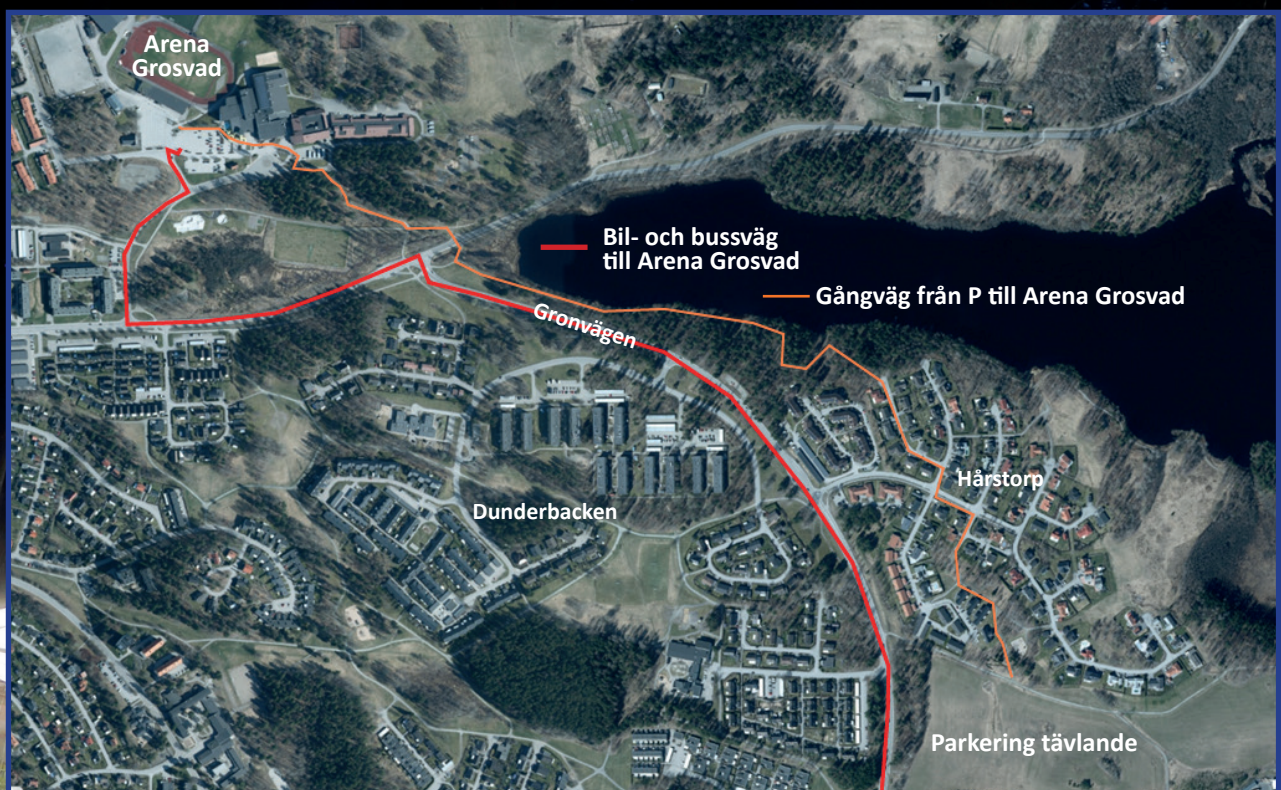 Arena
Grosvad
Bil- och bussväg
till Arena Grosvad
Gångväg från P till Arena Grosvad
Gronvägen
Hårstorp
Dunderbacken
Parkering tävlande